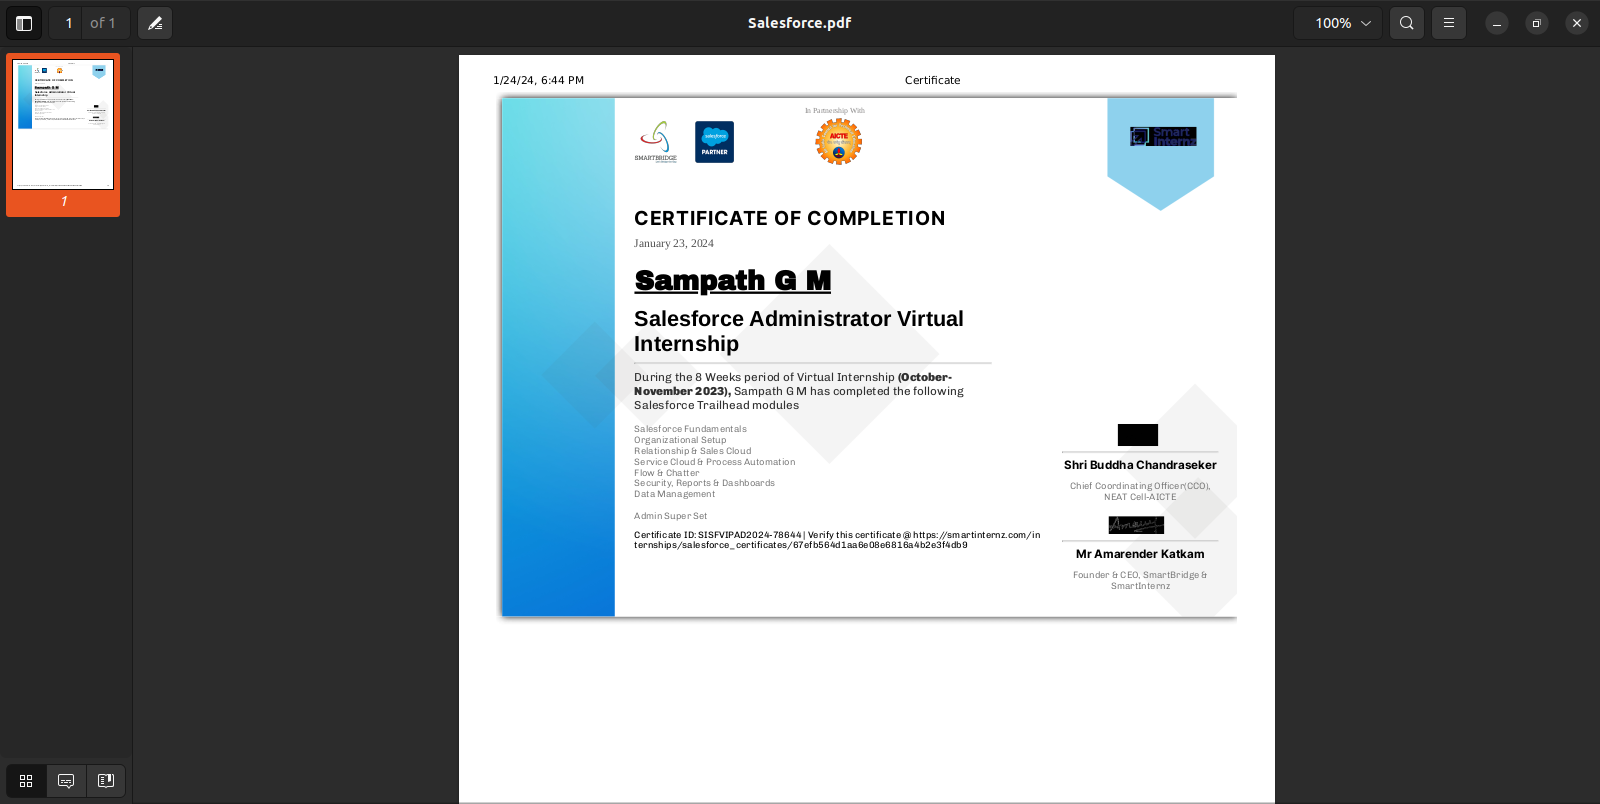 1 of 1
Salesforce.pdf
100%
1
1/24/24, 6:44 PM
Certificate
In Partnership With
SMARTBRIDGE
salesforce
PARTNER
AICTE
Smart
Internz
CERTIFICATE OF COMPLETION
January 23, 2024
Sampath G M
Salesforce Administrator Virtual
Internship
During the 8 Weeks period of Virtual Internship (October-
November 2023), Sampath G M has completed the following
Salesforce Trailhead modules
Salesforce Fundamentals
Organizational Setup
Relationship & Sales Cloud
Service Cloud & Process Automation
Flow & Chatter
Security, Reports & Dashboards
Data Management
Admin Super Set
Certificate ID: SISFVIPAD2024-78644 | Verify this certificate @ https://smartinternz.com/in
ternships/salesforce_certificates/67efb564d1aa6e08e6816a4b2e3f4db9
Shri Buddha Chandraseker
Chief Coordinating Officer(CCO),
NEAT Cell-AICTE
Mr Amarender Katkam
Founder & CEO, SmartBridge &
SmartInternz